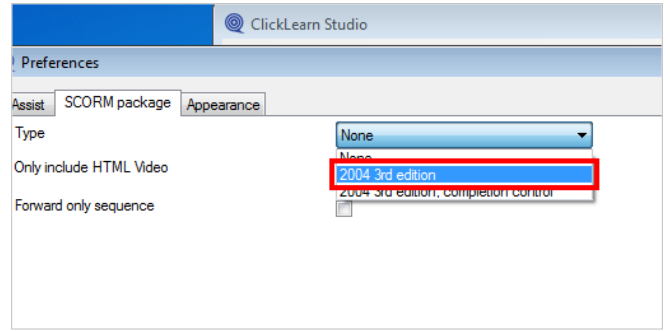 ClickLearn Studio
Preferences
Assist SCORM package Appearance
Type None
None
Only include HTML Video 2004 3rd edition
2004 3rd edition, completion control
Forward only sequence